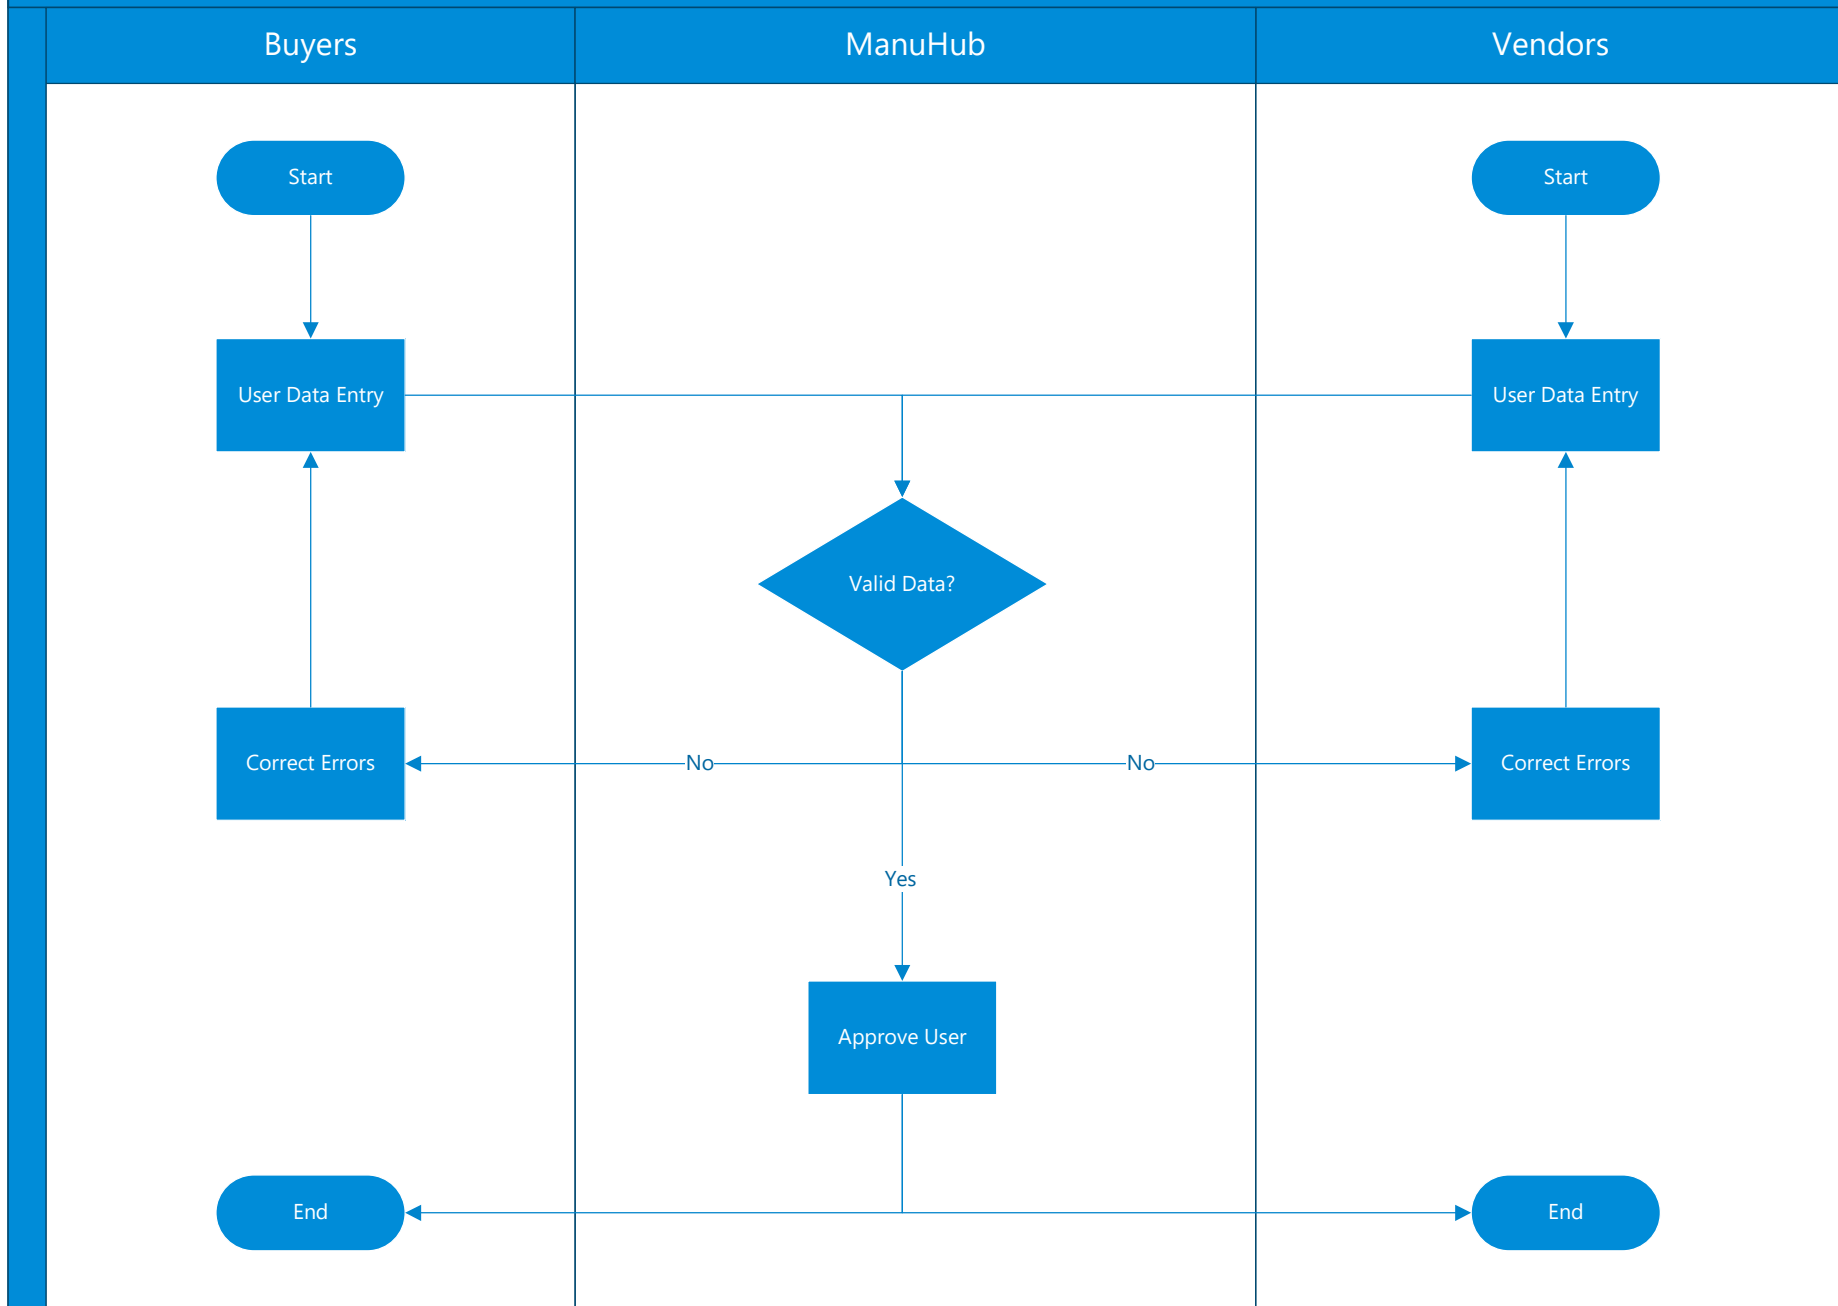 Buyers
ManuHub
Vendors
Start
Start
User Data Entry
User Data Entry
Valid Data?
Correct Errors
No
No
Correct Errors
Yes
Approve User
End
End